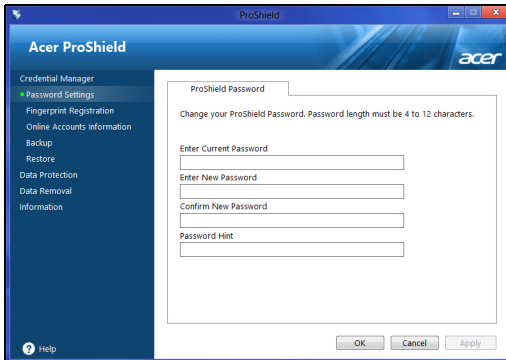 ProShield
Acer ProShield
acer
Credential Manager
Password Settings
Fingerprint Registration
Online Accounts Information
Backup
Restore
Data Protection
Data Removal
Information
Help
ProShield Password
Change your ProShield Password. Password length must be 4 to 12 characters.
Enter Current Password
Enter New Password
Confirm New Password
Password Hint
OK
Cancel
Apply